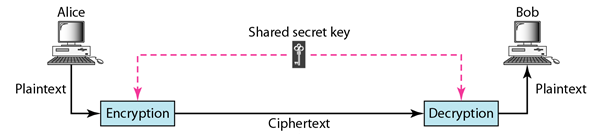 Alice
Bob
Shared secret key
Plaintext
Plaintext
Encryption
Decryption
Ciphertext